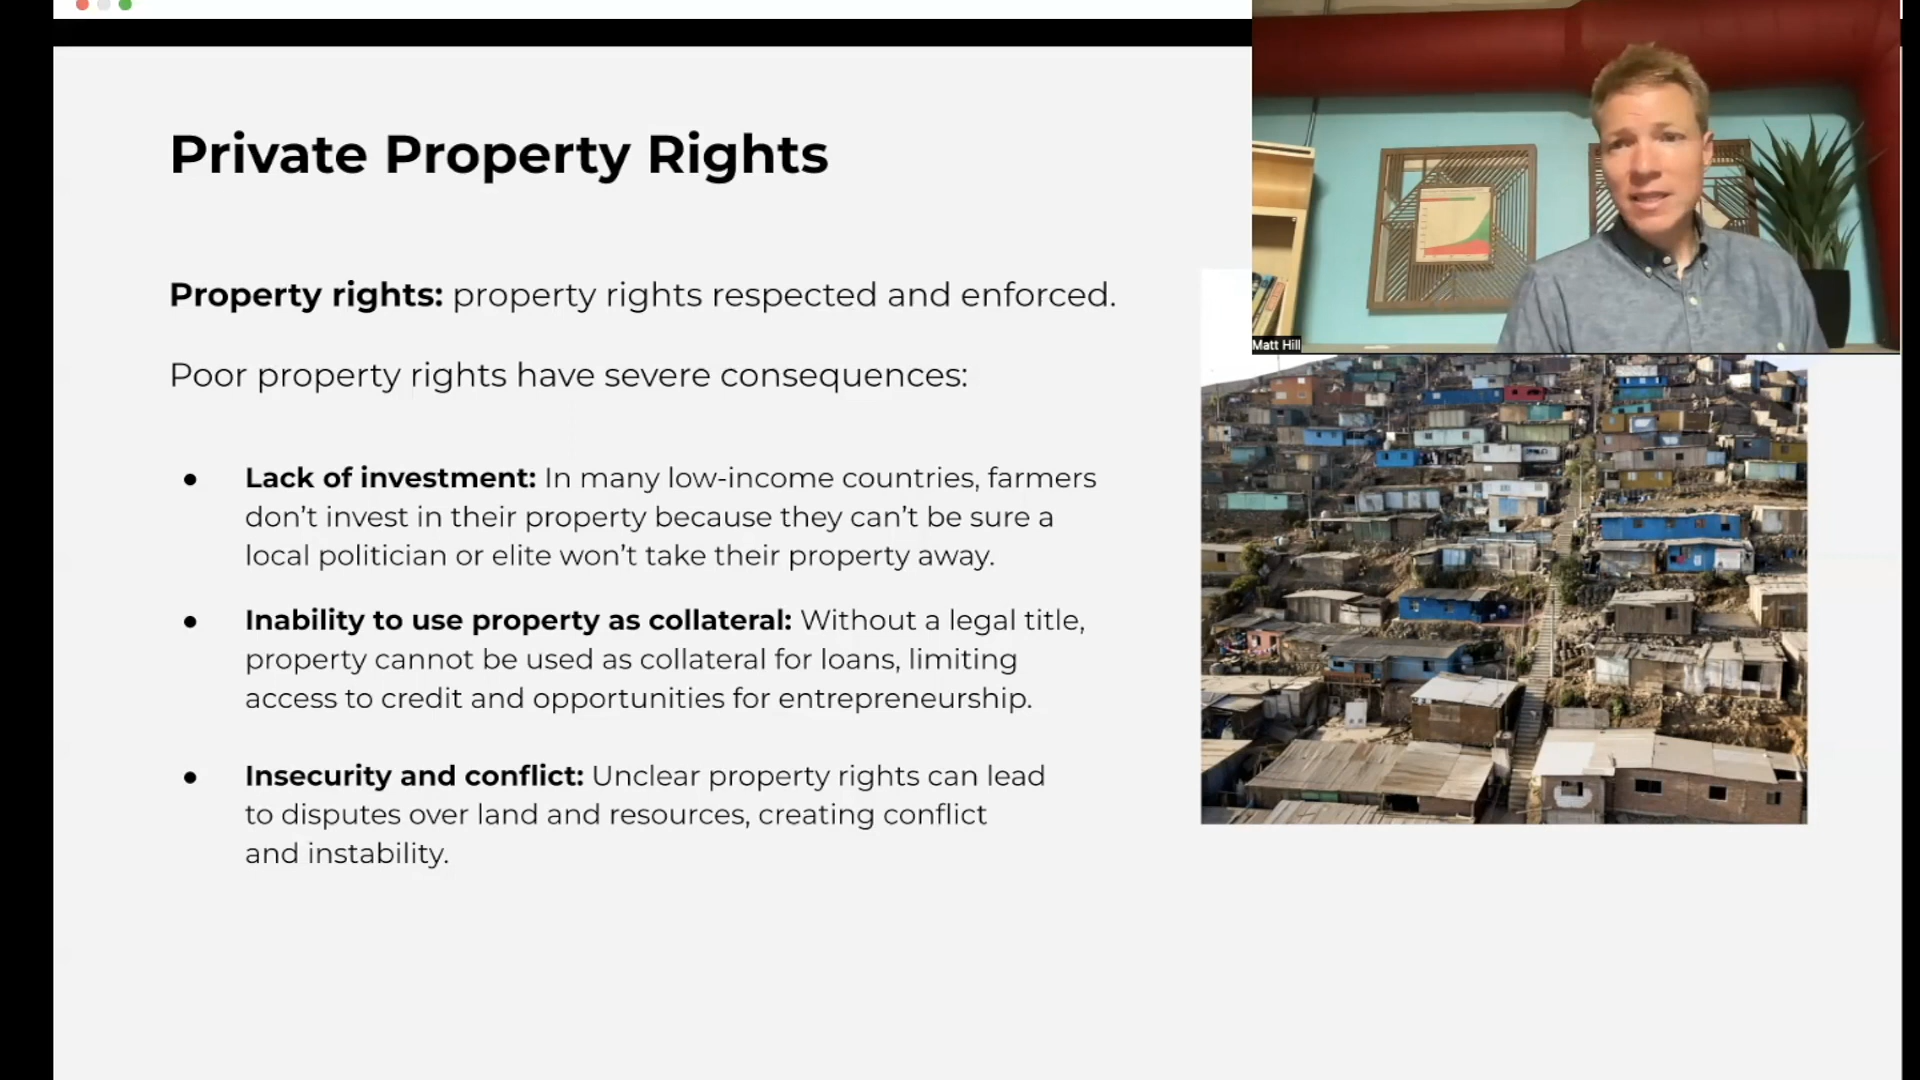 Private Property Rights
Property rights: property rights respected and enforced.
Poor property rights have severe consequences:
● Lack of investment: In many low-income countries, farmers
don’t invest in their property because they can’t be sure a
local politician or elite won’t take their property away.
● Inability to use property as collateral: Without a legal title,
property cannot be used as collateral for loans, limiting
access to credit and opportunities for entrepreneurship.
● Insecurity and conflict: Unclear property rights can lead
to disputes over land and resources, creating conflict
and instability.
Matt Hill